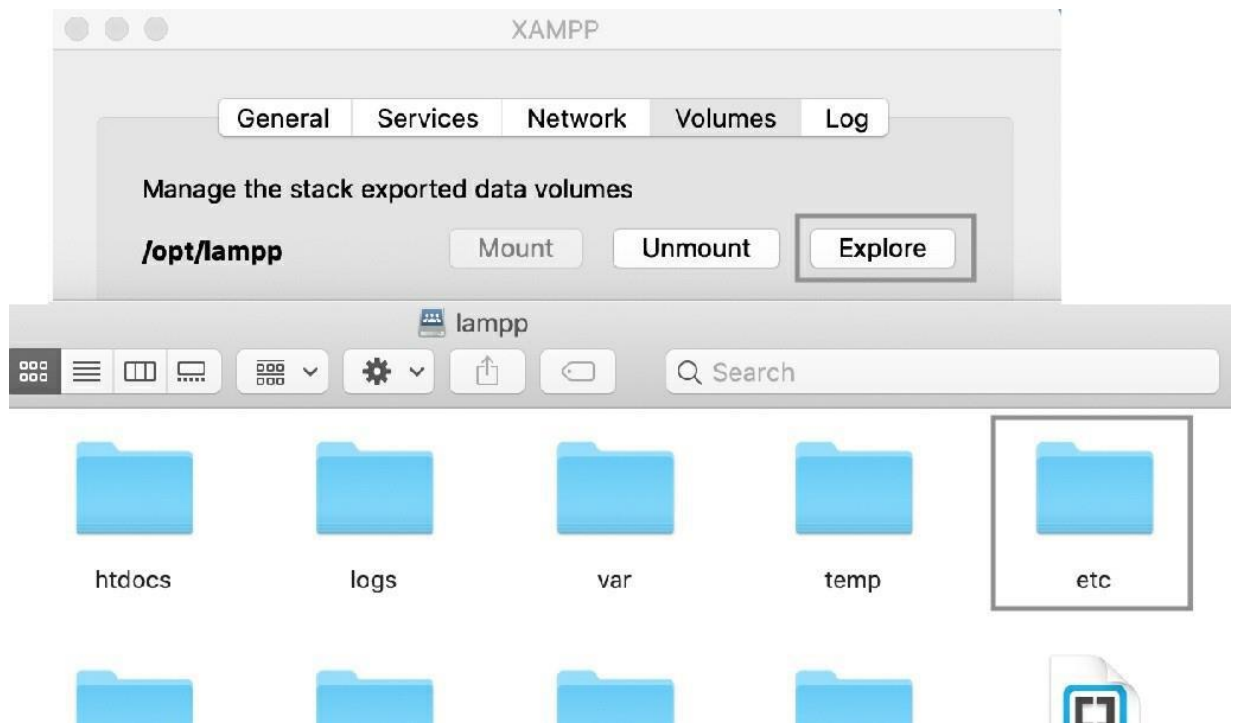 XAMPP
General Services Network Volumes Log
Manage the stack exported data volumes
/opt/lampp Mount Unmount Explore
lampp
Search
htdocs logs var temp etc